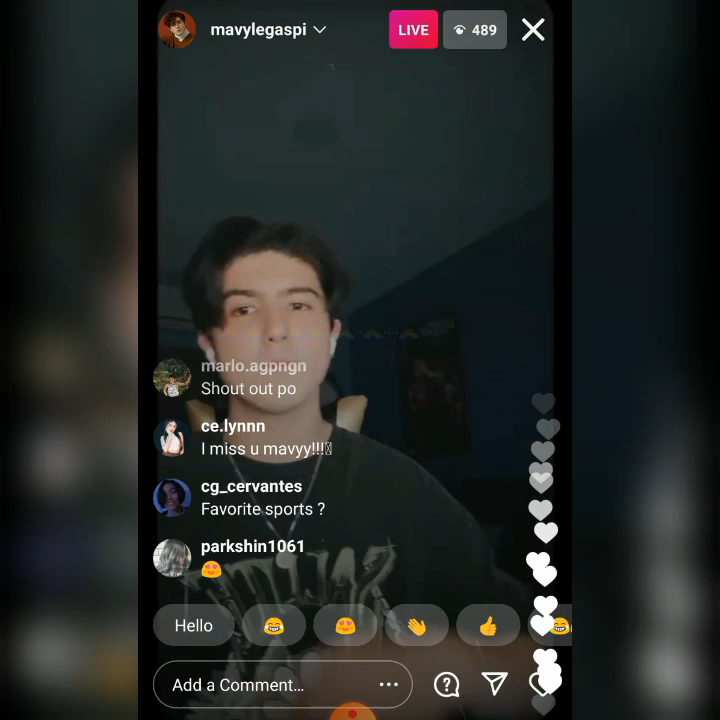 mavylegaspi
LIVE
489
marlo.agpngn
Shout out po
ce.lynnn
I miss u mavyy!!!
cg_cervantes
Favorite sports ?
parkshin1061
😍
Hello 😂 😍 👋 👍 😂
Add a Comment...